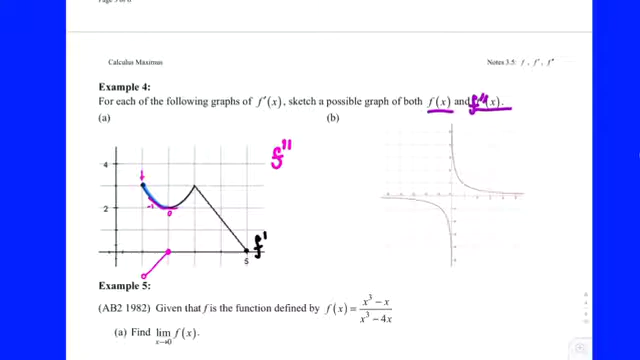 Calculus Maximus
Notes 3.5: f , f ′ , f ″
Example 4
For each of the following graphs of f ′(x), sketch a possible graph of both f(x) and f″(x).
(a)
(b)
f″
4
2
-1
0
f′
5
Example 5:
(AB2 1982) Given that f is the function defined by f(x) = (x³ − x)/(x³ − 4x)
(a) Find lim x→0 f(x).